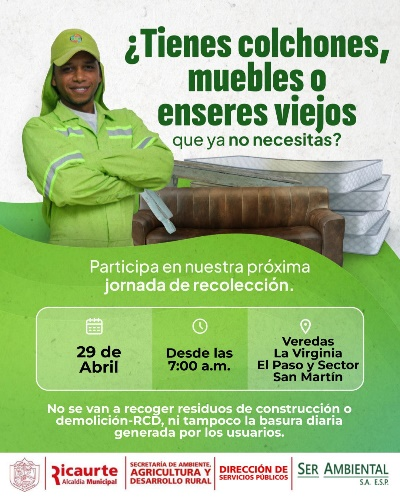 ¿Tienes colchones,
muebles o
enseres viejos
que ya no necesitas?
Participa en nuestra próxima
jornada de recolección.
29 de
Abril
Desde las
7:00 a.m.
Veredas
La Virginia
El Paso y Sector
San Martín
No se van a recoger residuos de construcción o
demolición-RCD, ni tampoco la basura diaria
generada por los usuarios.
Ricaurte
Alcaldía Municipal
SECRETARÍA DE AMBIENTE,
AGRICULTURA Y
DESARROLLO RURAL
DIRECCIÓN DE
SERVICIOS PÚBLICOS
SER AMBIENTAL
S.A. E.S.P.